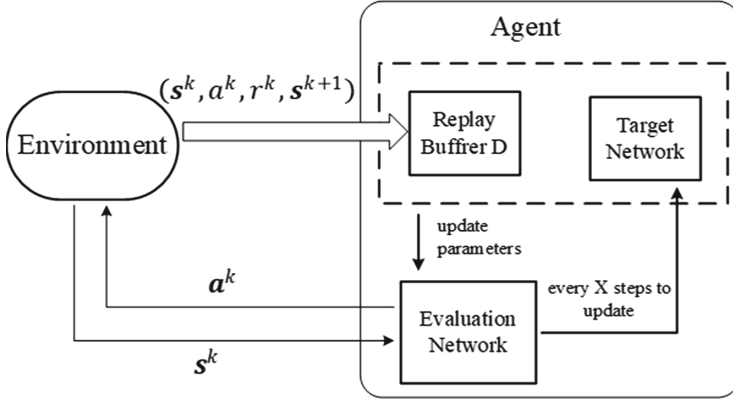 Agent
(s^k, a^k, r^k, s^{k+1})
Environment
Replay
Buffrer D
Target
Network
update
parameters
a^k
every X steps to
update
Evaluation
Network
s^k